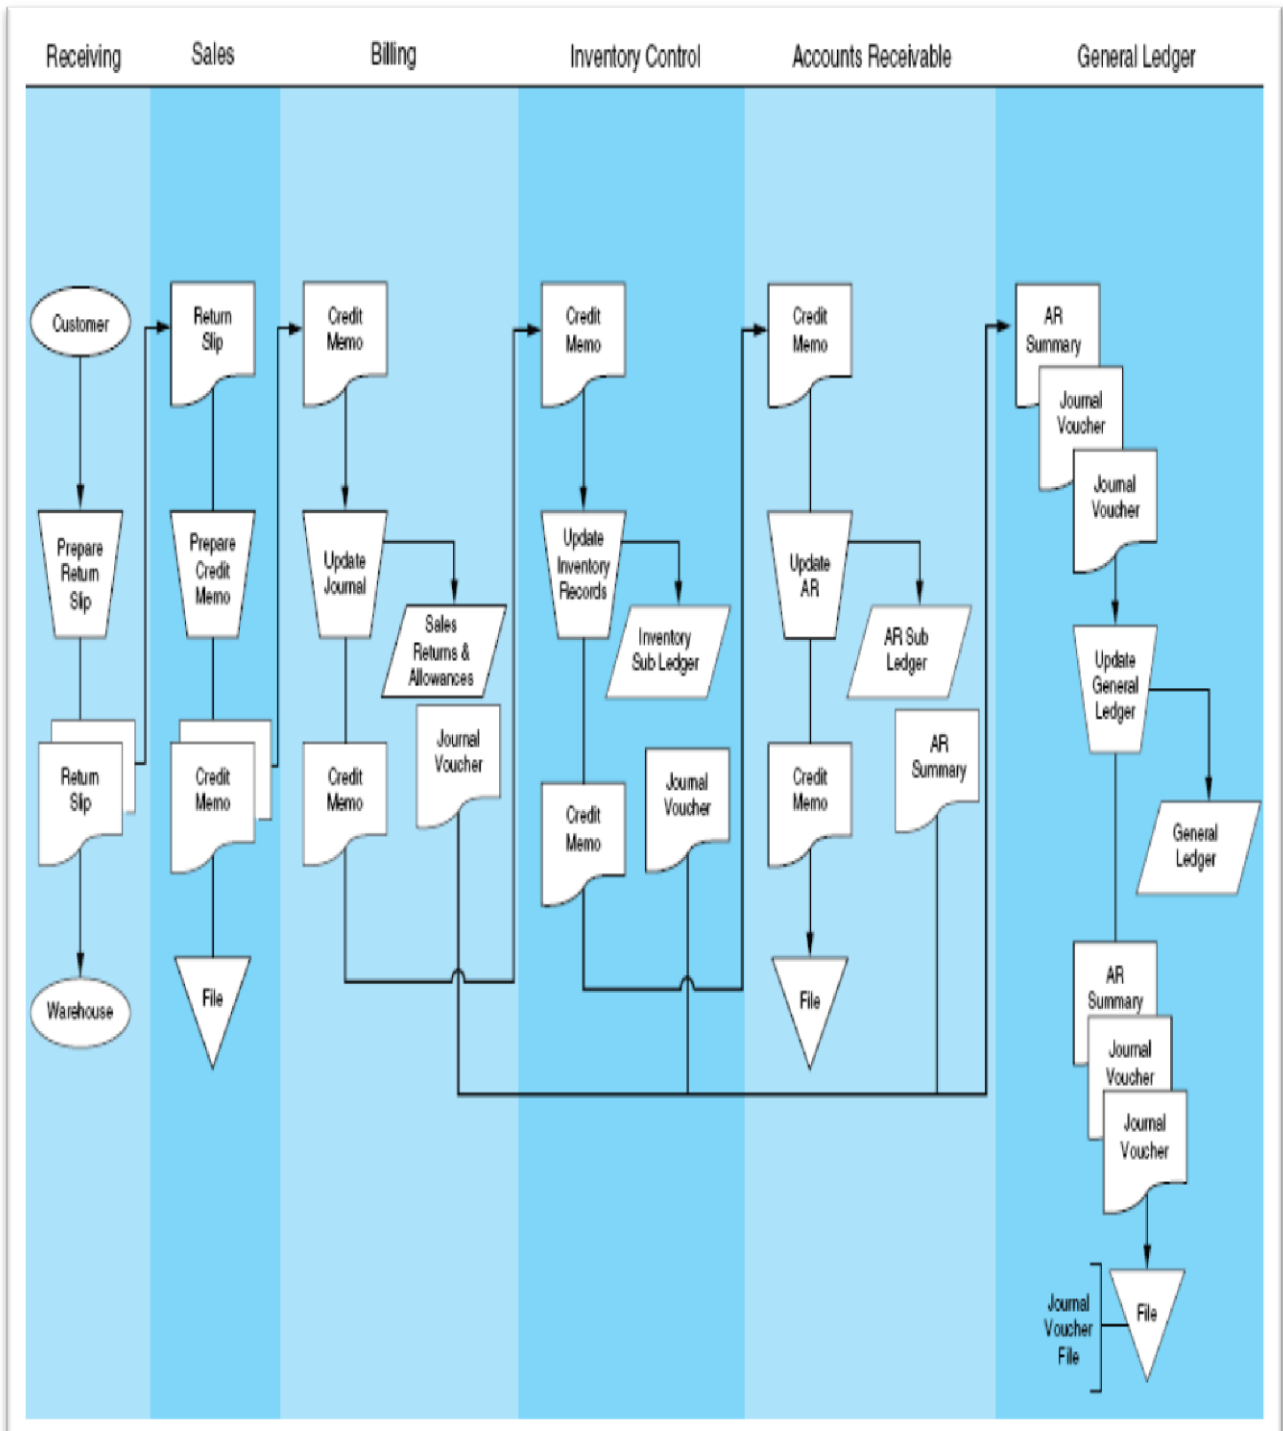 Receiving
Sales
Billing
Inventory Control
Accounts Receivable
General Ledger
Customer
Prepare
Return
Slip
Return
Slip
Warehouse
Return
Slip
Prepare
Credit
Memo
Credit
Memo
File
Credit
Memo
Update
Journal
Sales
Returns &
Allowances
Credit
Memo
Journal
Voucher
Credit
Memo
Update
Inventory
Records
Inventory
Sub Ledger
Credit
Memo
Journal
Voucher
Credit
Memo
Update
AR
AR Sub
Ledger
Credit
Memo
AR
Summary
File
AR
Summary
Journal
Voucher
Journal
Voucher
Update
General
Ledger
General
Ledger
AR
Summary
Journal
Voucher
Journal
Voucher
Journal
Voucher
File
File